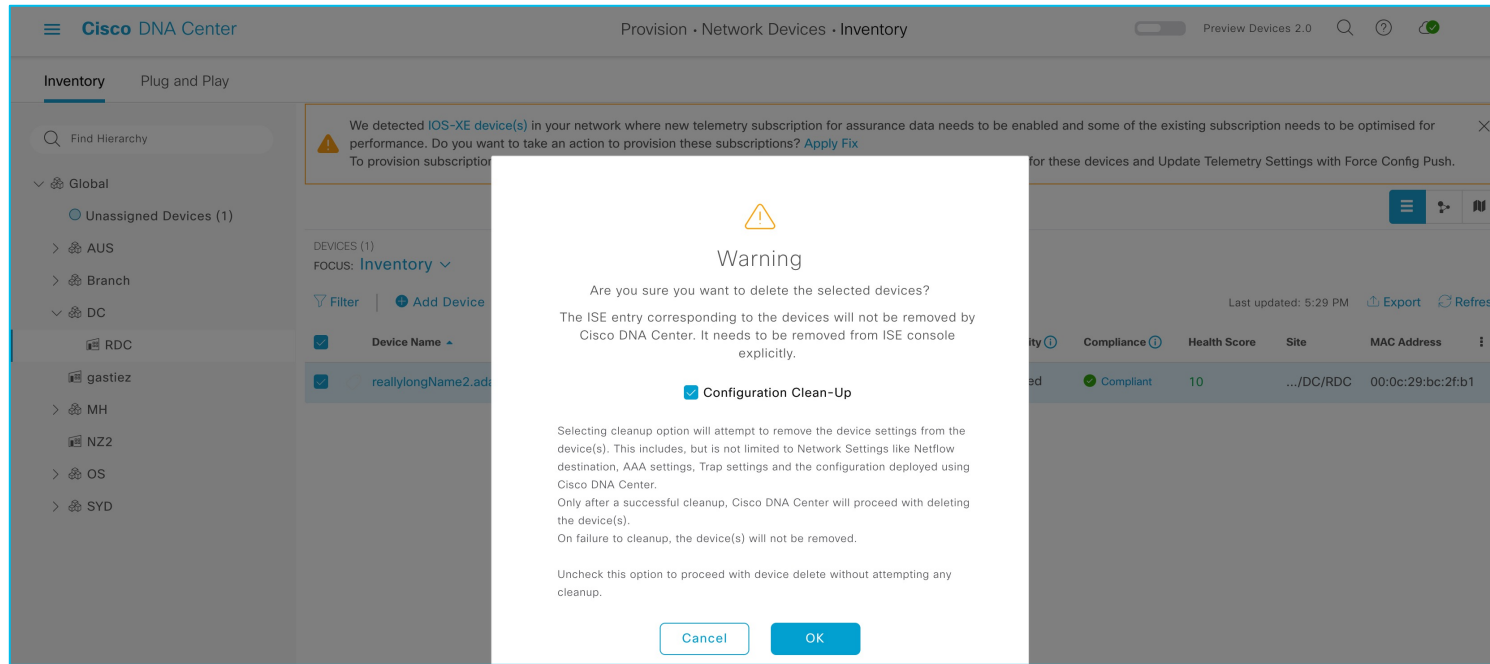 Cisco DNA Center
Provision · Network Devices · Inventory
Preview Devices 2.0
Inventory
Plug and Play
Find Hierarchy
Global
Unassigned Devices (1)
AUS
Branch
DC
RDC
gastiez
MH
NZ2
OS
SYD
We detected IOS-XE device(s) in your network where new telemetry subscription for assurance data needs to be enabled and some of the existing subscription needs to be optimised for
performance. Do you want to take an action to provision these subscriptions? Apply Fix
To provision subscription for these devices and Update Telemetry Settings with Force Config Push.
DEVICES (1)
FOCUS: Inventory
Filter
Add Device
Last updated: 5:29 PM
Export
Refres
Device Name
ity
Compliance
Health Score
Site
MAC Address
reallylongName2.ada
ed
Compliant
10
.../DC/RDC
00:0c:29:bc:2f:b1
Warning
Are you sure you want to delete the selected devices?
The ISE entry corresponding to the devices will not be removed by
Cisco DNA Center. It needs to be removed from ISE console
explicitly.
Configuration Clean-Up
Selecting cleanup option will attempt to remove the device settings from the
device(s). This includes, but is not limited to Network Settings like Netflow
destination, AAA settings, Trap settings and the configuration deployed using
Cisco DNA Center.
Only after a successful cleanup, Cisco DNA Center will proceed with deleting
the device(s).
On failure to cleanup, the device(s) will not be removed.
Uncheck this option to proceed with device delete without attempting any
cleanup.
Cancel
OK